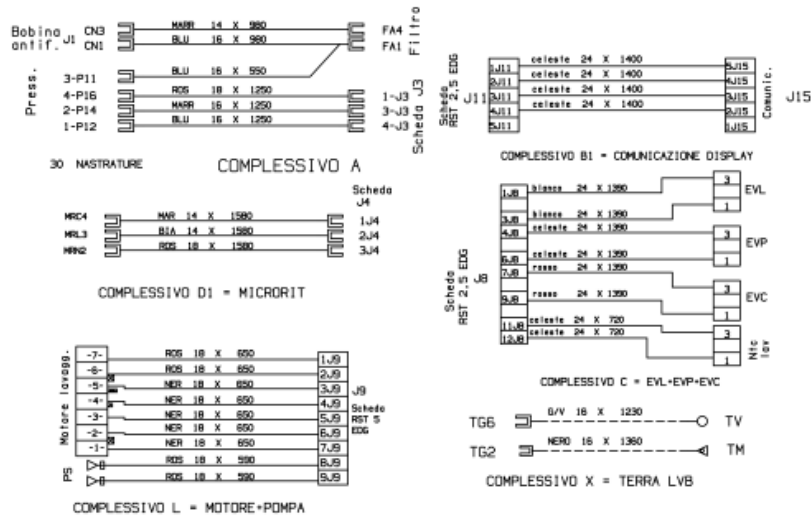 Bobina antif. J1
CN3 MARR 14 X 980 FA4
CN1 BLU 16 X 980 FA1
Filtro
Press.
3-P11 BLU 16 X 550
4-P16 ROS 18 X 1250 1-J3
2-P14 MARR 16 X 1250 3-J3
1-P12 BLU 16 X 1250 4-J3
Scheda J3
30 NASTRATURE COMPLESSIVO A
Scheda RST 2,5 EDG J11
1J11 celeste 24 X 1400 5J15
2J11 celeste 24 X 1400 4J15
3J11 celeste 24 X 1400 3J15
4J11 celeste 24 X 1400 2J15
5J11 1J15
Comunic. J15
COMPLESSIVO B1 = COMUNICAZIONE DISPLAY
Scheda J4
MRC4 MAR 14 X 1580 1J4
MRL3 BIA 14 X 1580 2J4
MRN2 ROS 18 X 1580 3J4
COMPLESSIVO D1 = MICRORIT
Scheda RST 2,5 EDG J8
1J8 bianco 24 X 1390 3
EVL
3J8 bianco 24 X 1390 1
4J8 celeste 24 X 1390 3
EVP
6J8 celeste 24 X 1390 1
7J8 rosso 24 X 1390 3
EVC
9J8 rosso 24 X 1390 1
11J8 celeste 24 X 720 3
12J8 celeste 24 X 720 1
Ntc lav
COMPLESSIVO C = EVL+EVP+EVC
Motore lavagg.
-7- ROS 18 X 650 1J9
-6- ROS 18 X 650 2J9
-5- NER 18 X 650 3J9
-4- NER 18 X 650 4J9
-3- NER 18 X 650 5J9
-2- NER 18 X 650 6J9
-1- NER 18 X 650 7J9
PS
ROS 18 X 590 8J9
ROS 18 X 590 9J9
J9
Scheda
RST 5
EDG
COMPLESSIVO L = MOTORE+POMPA
TG6 G/V 16 X 1230 TV
TG2 NERO 16 X 1360 TM
COMPLESSIVO X = TERRA LVB